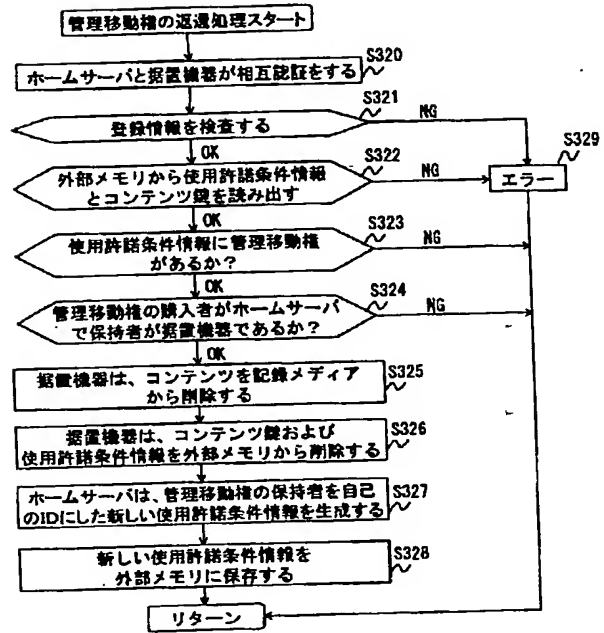 管理移動権の返還処理スタート
S320
ホームサーバと据置機器が相互認証をする
S321
登録情報を検査する
NG
OK
S322
外部メモリから使用許諾条件情報
とコンテンツ鍵を読み出す
NG
S329
エラー
OK
S323
使用許諾条件情報に管理移動権
があるか？
NG
OK
S324
管理移動権の購入者がホームサーバ
で保持者が据置機器であるか？
NG
OK
S325
据置機器は、コンテンツを記録メディア
から削除する
S326
据置機器は、コンテンツ鍵および
使用許諾条件情報を外部メモリから削除する
S327
ホームサーバは、管理移動権の保持者を自己
のIDにした新しい使用許諾条件情報を生成する
S328
新しい使用許諾条件情報を
外部メモリに保存する
リターン